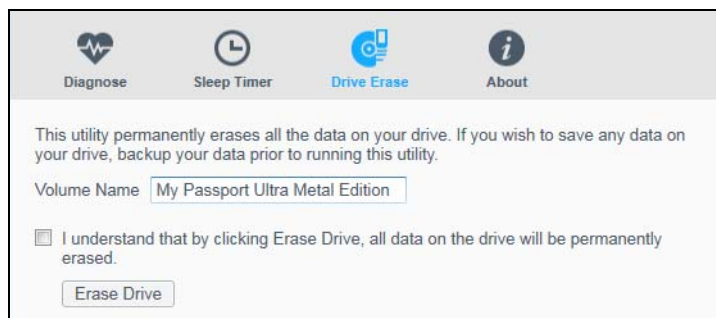 Diagnose Sleep Timer Drive Erase About
This utility permanently erases all the data on your drive. If you wish to save any data on
your drive, backup your data prior to running this utility.
Volume Name My Passport Ultra Metal Edition
I understand that by clicking Erase Drive, all data on the drive will be permanently
erased.
Erase Drive